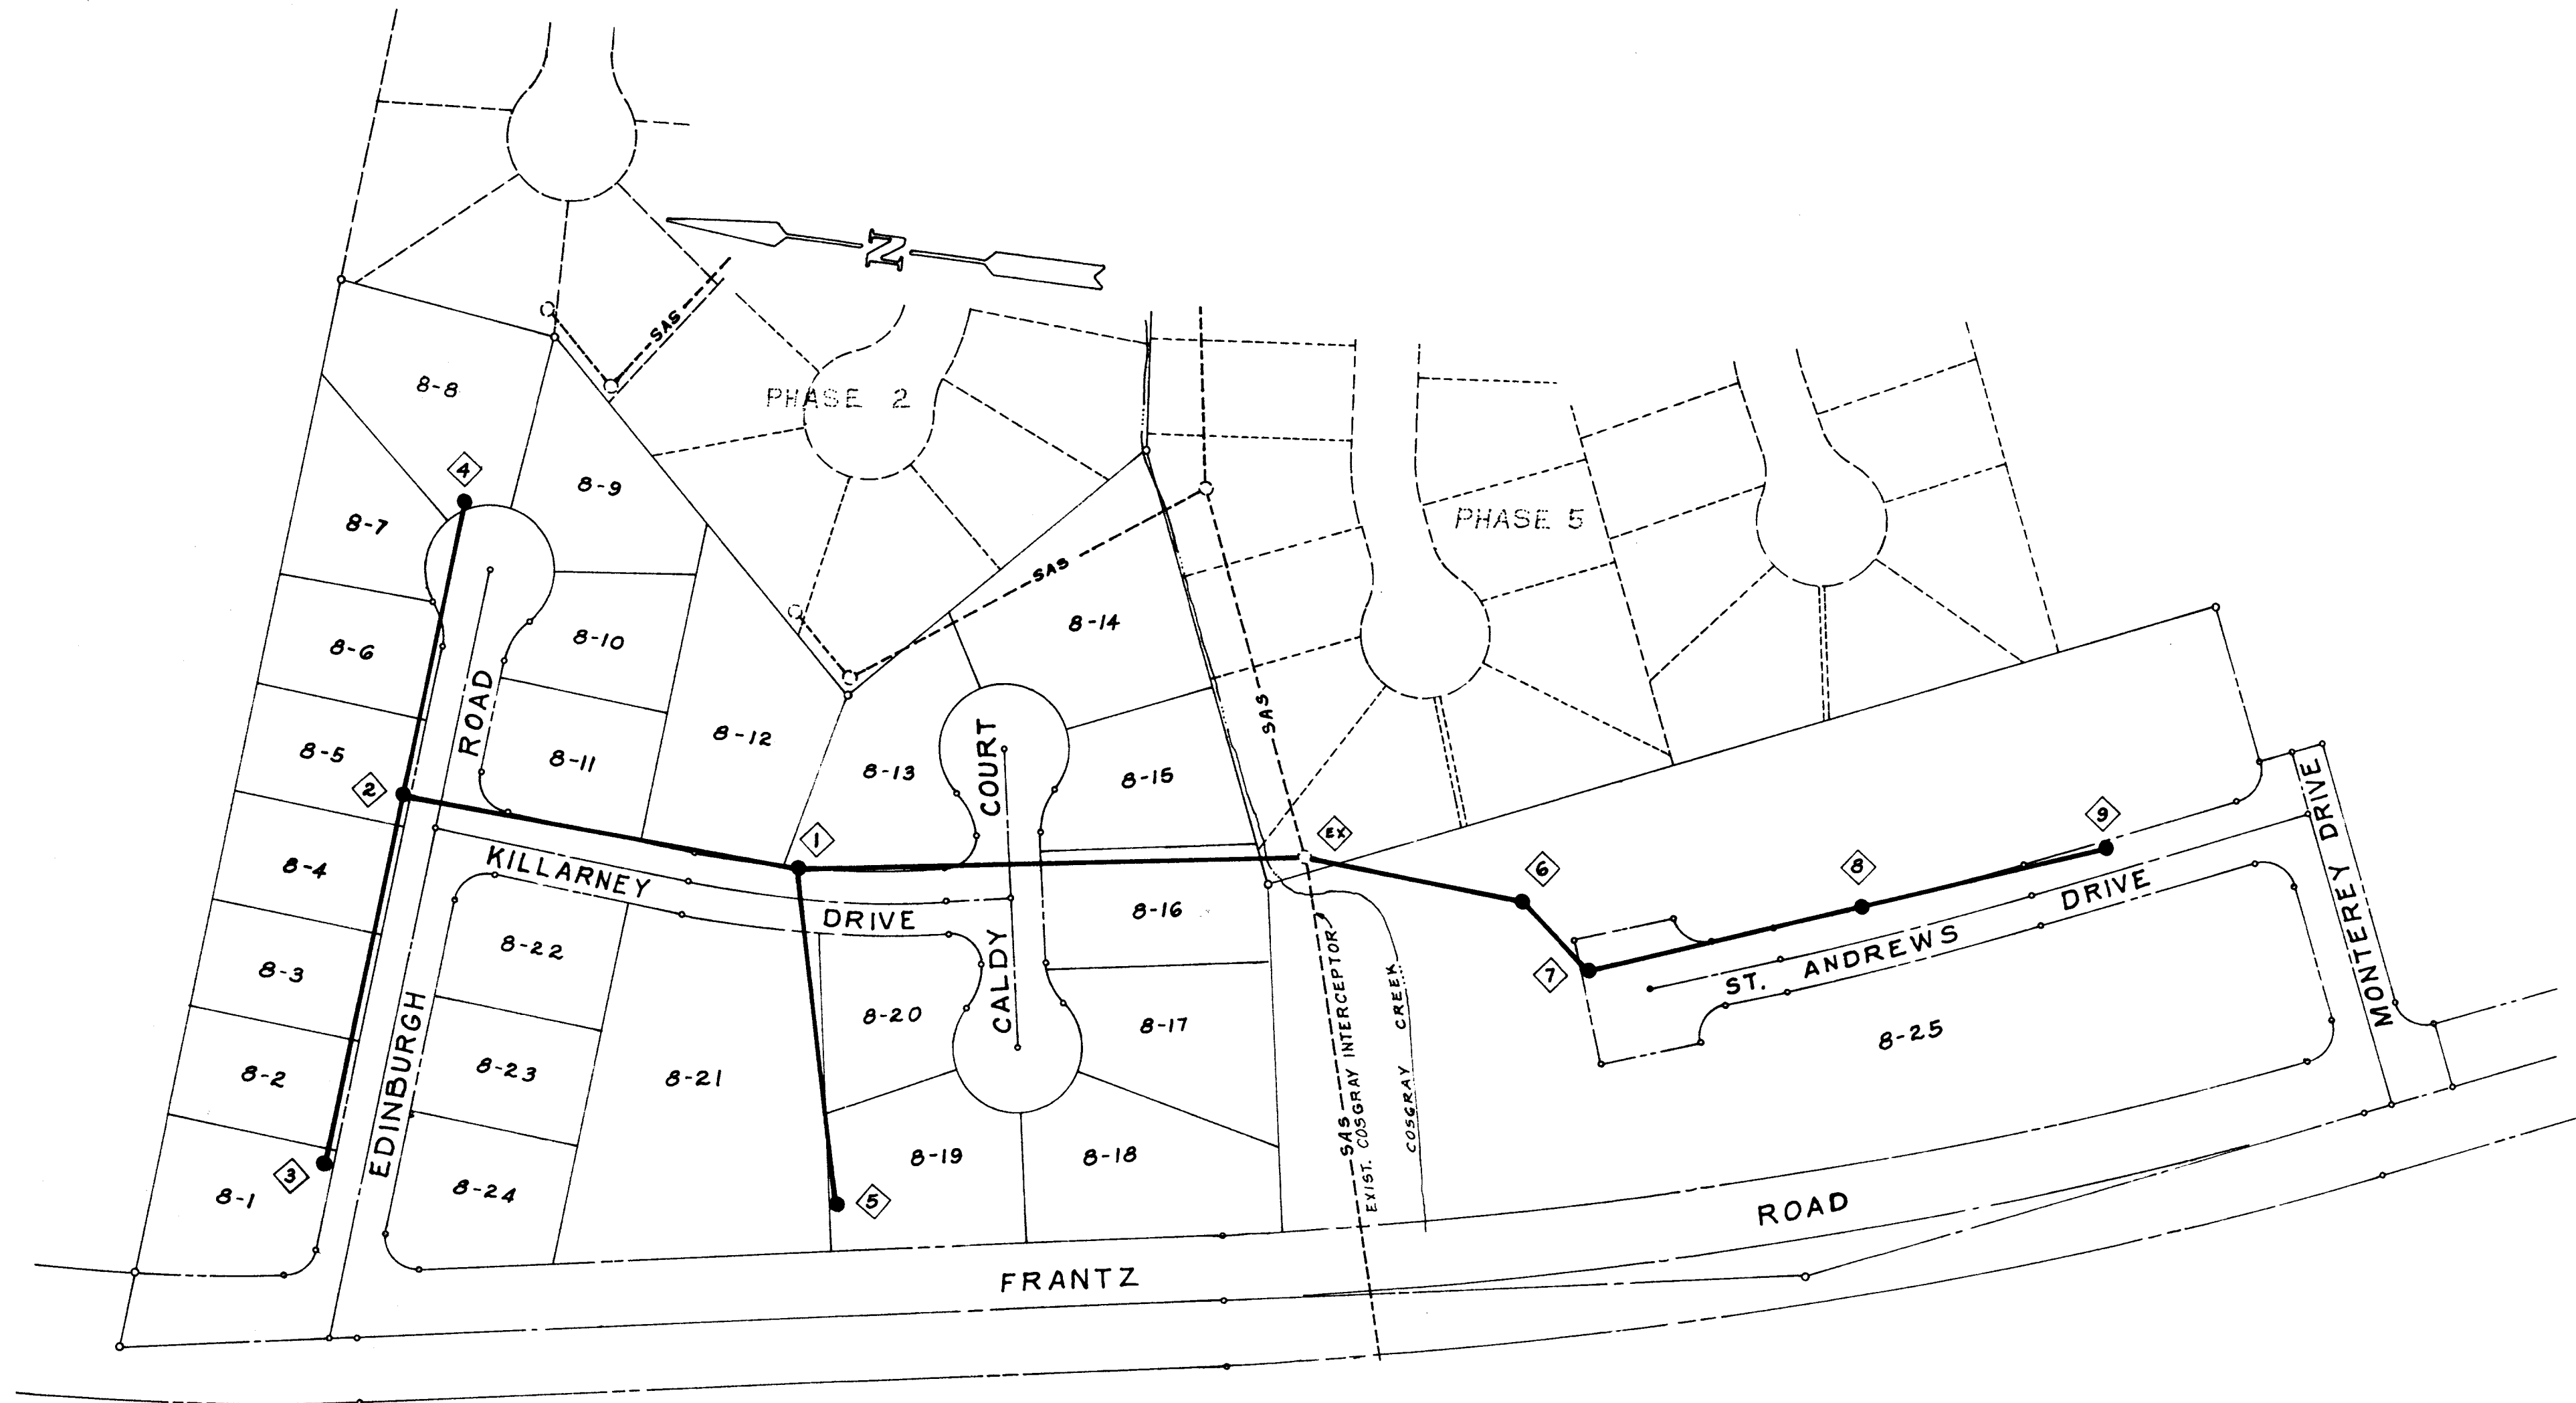 N
SAS
8-8
PHASE 2
4
8-9
PHASE 5
8-7
SAS
8-14
8-10
8-6
ROAD
SAS
8-12
8-11
8-5
8-13
COURT
8-15
2
1
EX
MONTEREY DRIVE
9
8-4
KILLARNEY
DRIVE
6
8
8-16
DRIVE
8-22
ST. ANDREWS
7
8-3
8-20
CALDY
8-17
8-25
EDINBURGH
SAS
EXIST. COSGRAY INTERCEPTOR
COSGRAY CREEK
8-2
8-23
8-21
8-19
8-18
3
8-1
8-24
5
ROAD
FRANTZ